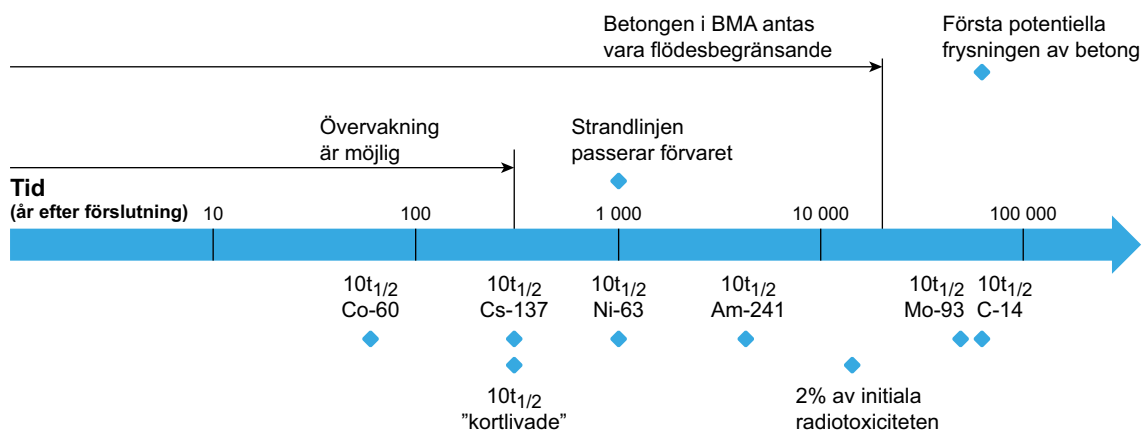 Betongen i BMA antas
vara flödesbegränsande
Första potentiella
frysningen av betong
Övervakning
är möjlig
Strandlinjen
passerar förvaret
Tid
(år efter förslutning)
10
100
1 000
10 000
100 000
10t1/2
Co-60
10t1/2
Cs-137
10t1/2
Ni-63
10t1/2
Am-241
10t1/2
Mo-93
10t1/2
C-14
10t1/2
”kortlivade”
2% av initiala
radiotoxiciteten